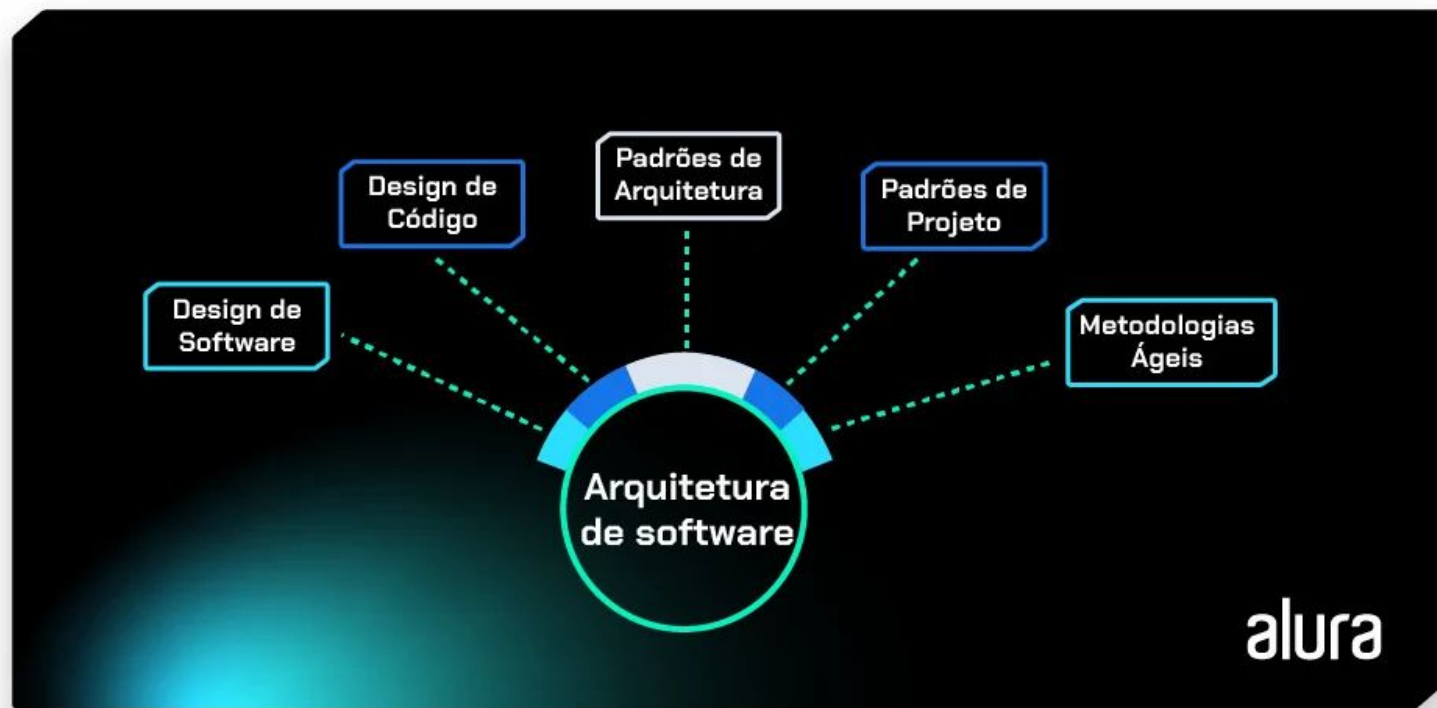 Design de
Software
Design de
Código
Padrões de
Arquitetura
Padrões de
Projeto
Metodologias
Ágeis
Arquitetura
de software
alura